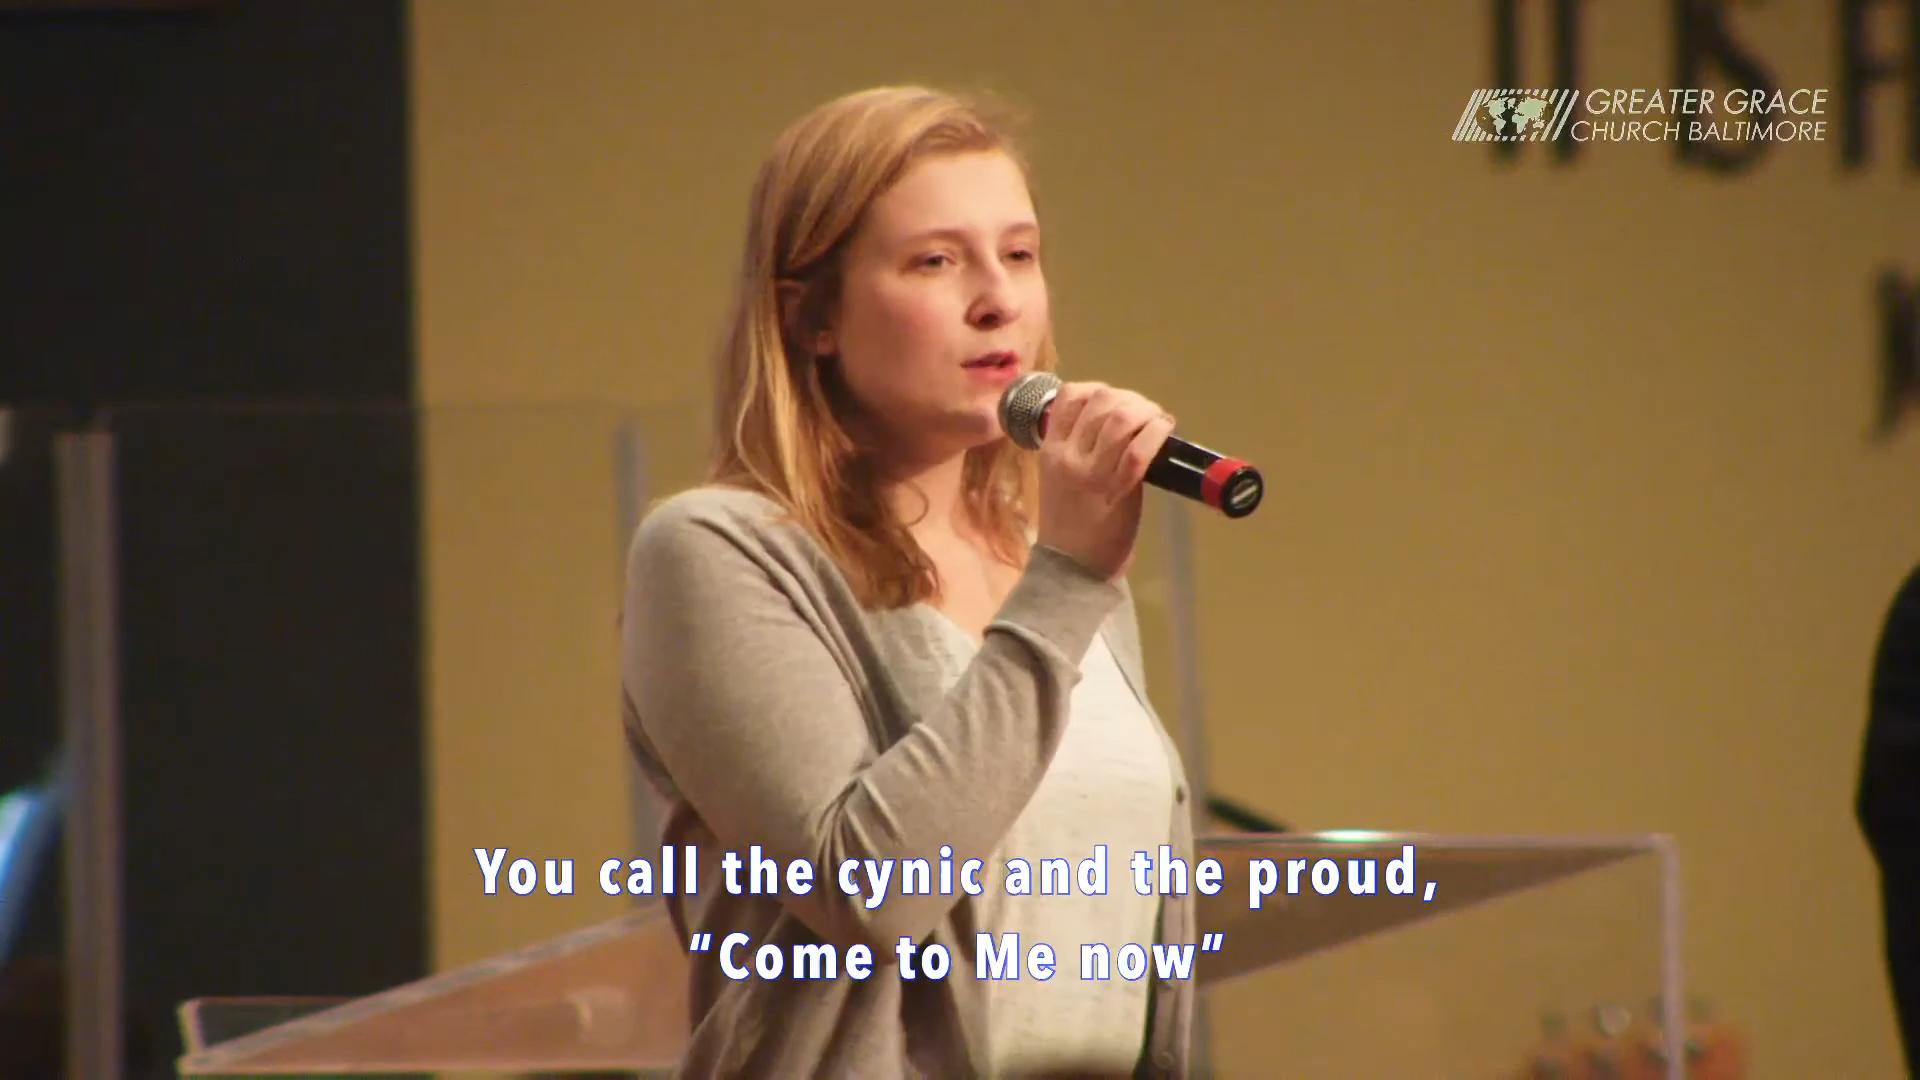 GREATER GRACE
CHURCH BALTIMORE
You call the cynic and the proud,
“Come to Me now”